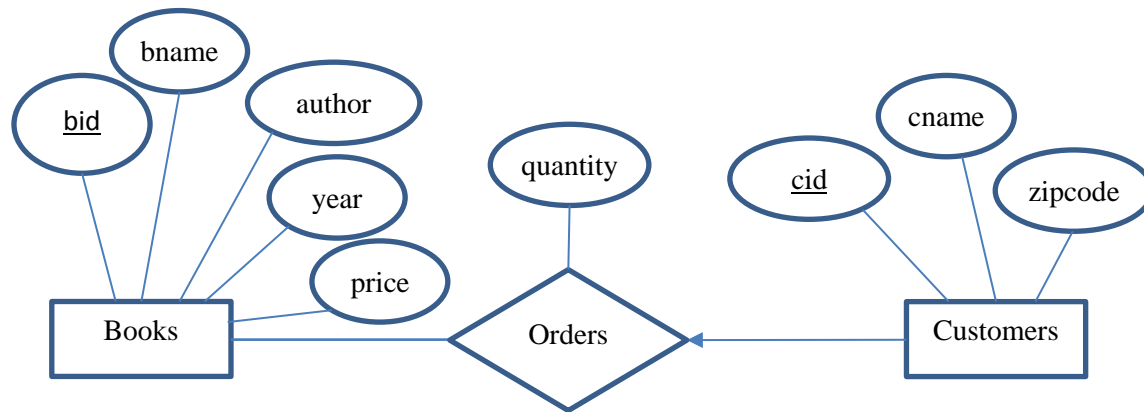 bname
bid
author
cname
quantity
cid
zipcode
year
price
Books
Orders
Customers